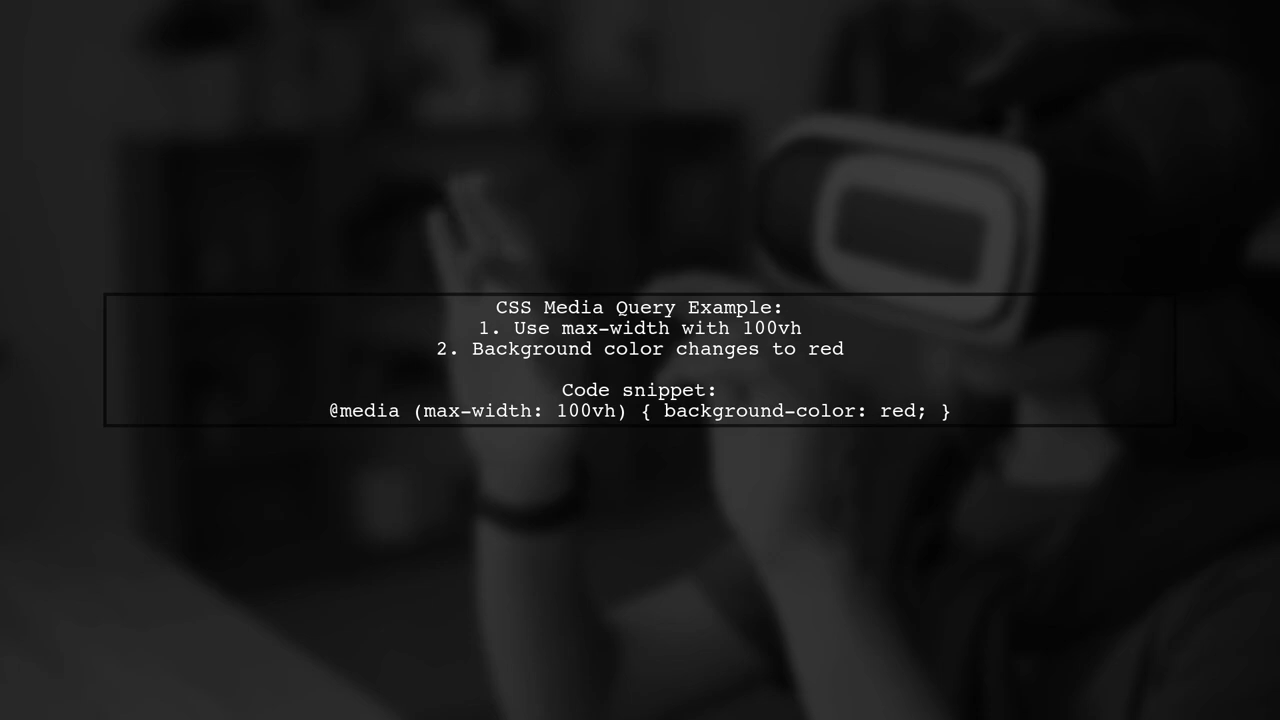 CSS Media Query Example:
1. Use max-width with 100vh
2. Background color changes to red
Code snippet:
@media (max-width: 100vh) { background-color: red; }